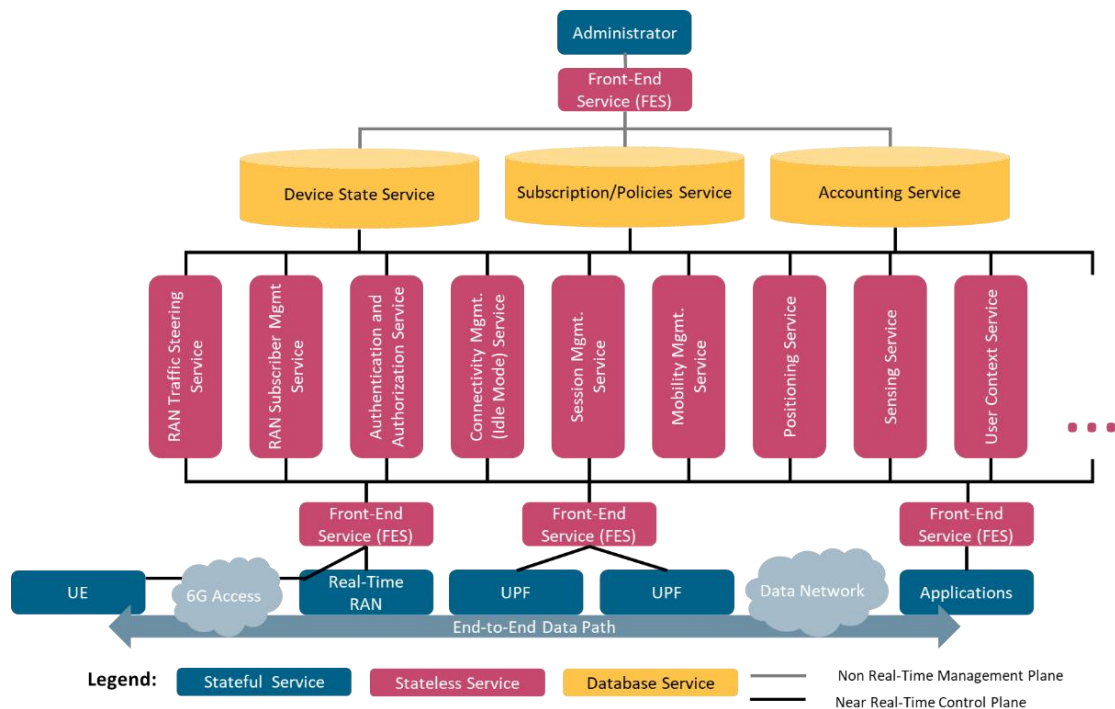 Administrator
Front-End
Service (FES)
Device State Service
Subscription/Policies Service
Accounting Service
RAN Traffic Steering
Service
RAN Subscriber Mgmt
Service
Authentication and
Authorization Service
Connectivity Mgmt.
(Idle Mode) Service
Session Mgmt.
Service
Mobility Mgmt.
Service
Positioning Service
Sensing Service
User Context Service
Front-End
Service (FES)
Front-End
Service (FES)
Front-End
Service (FES)
UE
6G Access
Real-Time
RAN
UPF
UPF
Data Network
Applications
End-to-End Data Path
Legend:
Stateful Service
Stateless Service
Database Service
Non Real-Time Management Plane
Near Real-Time Control Plane